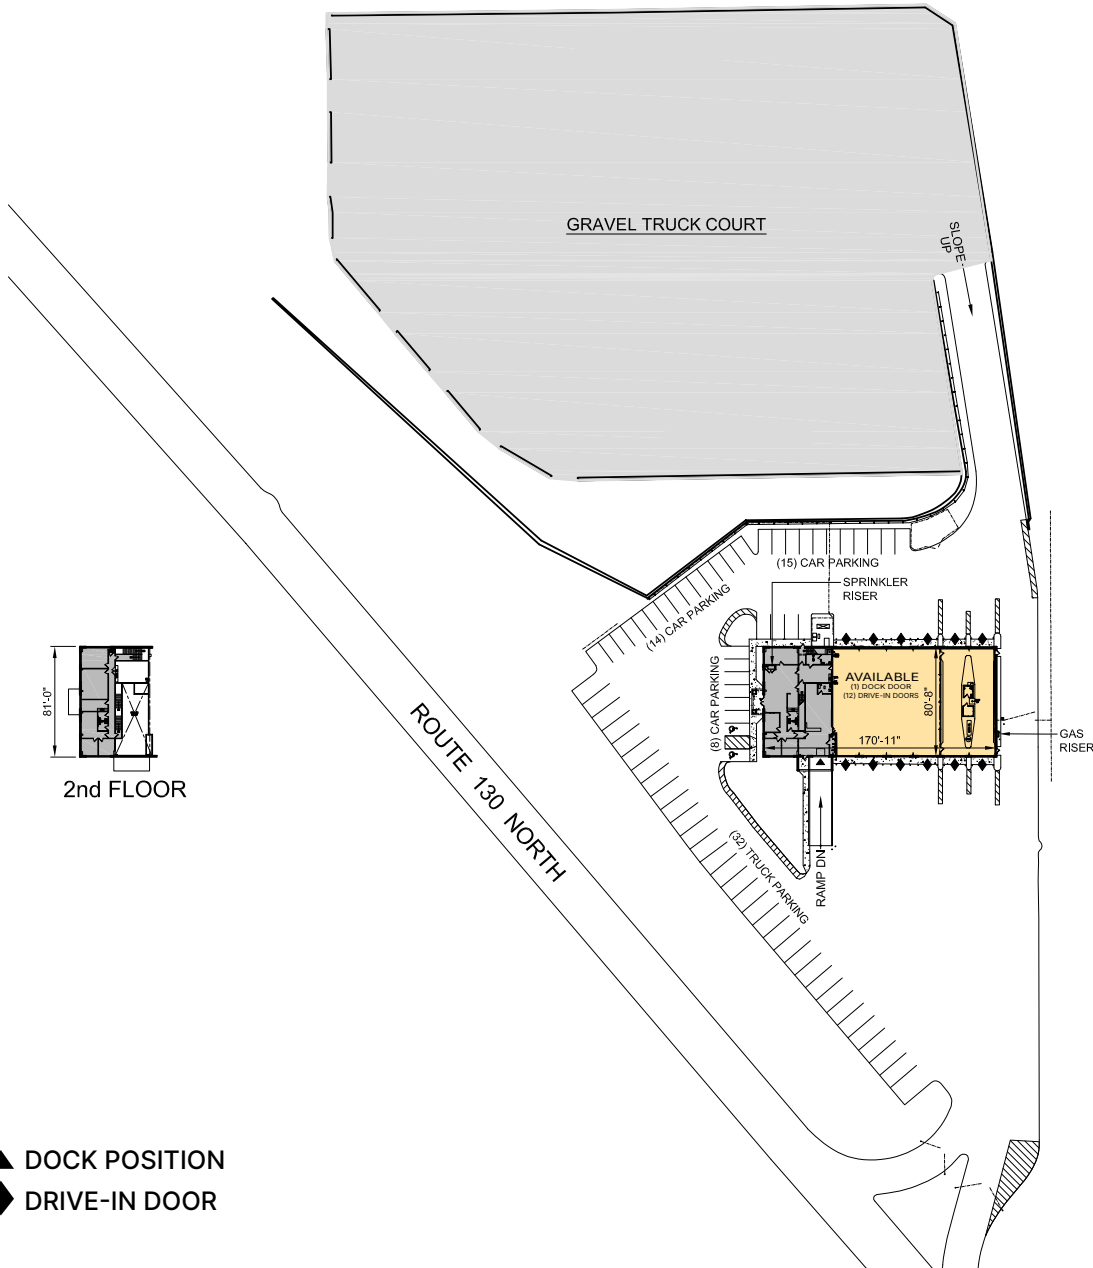 GRAVEL TRUCK COURT
SLOPE
UP
(15) CAR PARKING
SPRINKLER
RISER
(14) CAR PARKING
(8) CAR PARKING
AVAILABLE
(1) DOCK DOOR
(12) DRIVE-IN DOORS
80'-8"
170'-11"
GAS
RISER
81'-0"
2nd FLOOR
ROUTE 130 NORTH
(32) TRUCK PARKING
RAMP DN
DOCK POSITION
DRIVE-IN DOOR